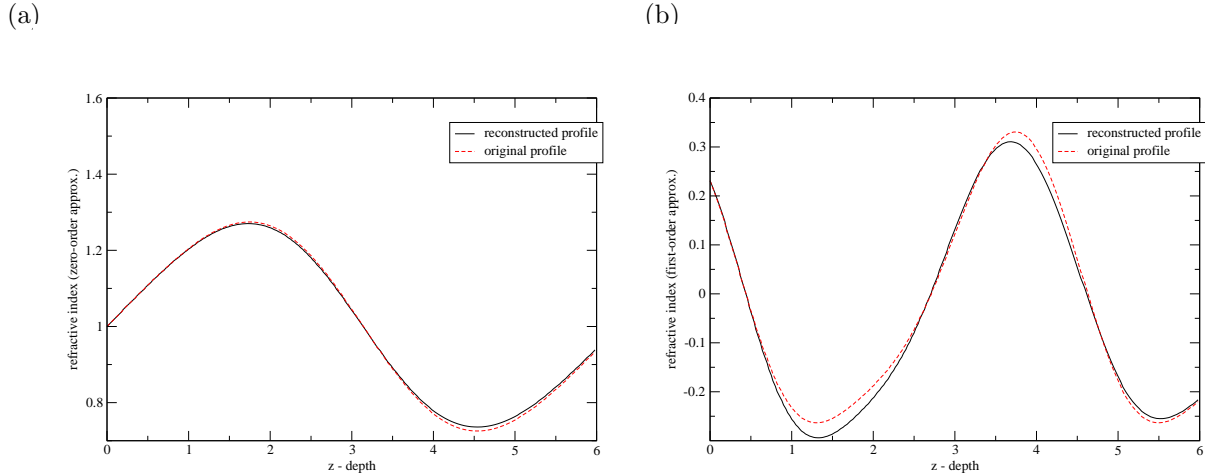 (a)
(b)
1.6
1.4
1.2
1
0.8
refractive index (zero-order approx.)
reconstructed profile
original profile
0
1
2
3
4
5
6
z - depth
0.4
0.3
0.2
0.1
0
-0.1
-0.2
refractive index (first-order approx.)
reconstructed profile
original profile
0
1
2
3
4
5
6
z - depth